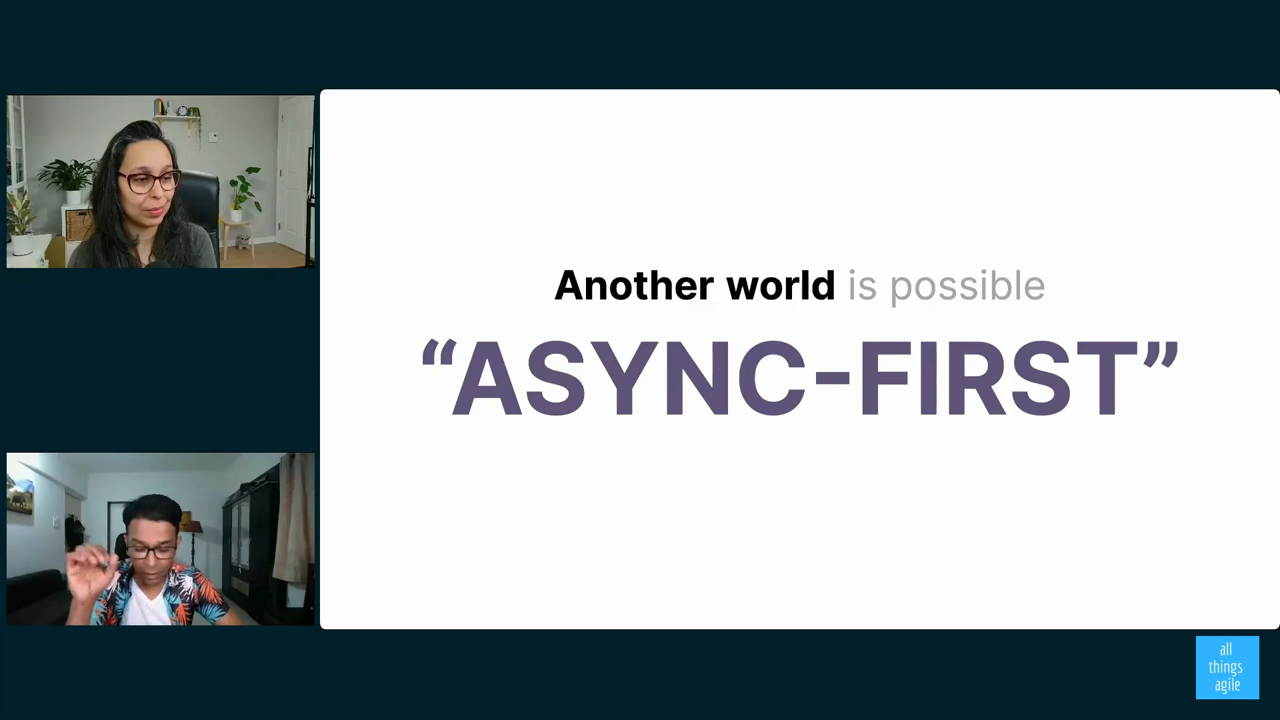 Another world is possible
“ASYNC-FIRST”
all
things
agile